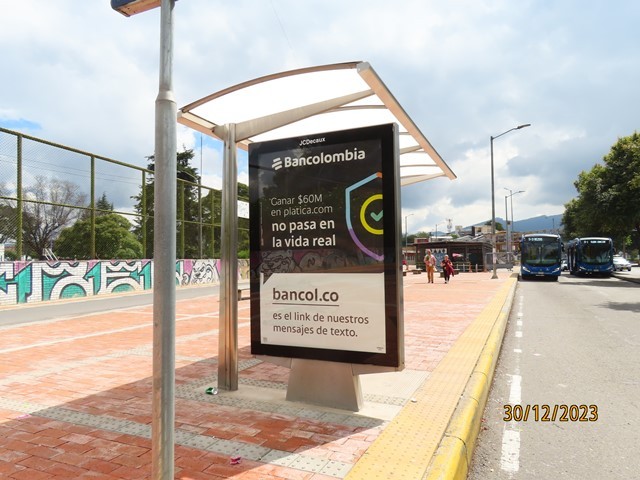 JCDecaux
Bancolombia
Ganar $60M
en platica.com
no pasa en
la vida real
bancol.co
es el link de nuestros
mensajes de texto.
30/12/2023